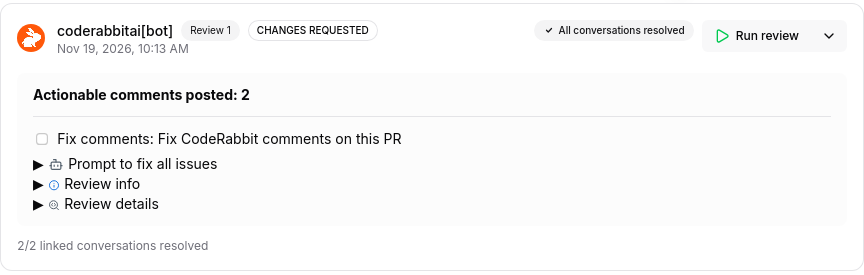 coderabbitai[bot] Review 1 CHANGES REQUESTED All conversations resolved Run review
Nov 19, 2026, 10:13 AM
Actionable comments posted: 2
Fix comments: Fix CodeRabbit comments on this PR
Prompt to fix all issues
Review info
Review details
2/2 linked conversations resolved